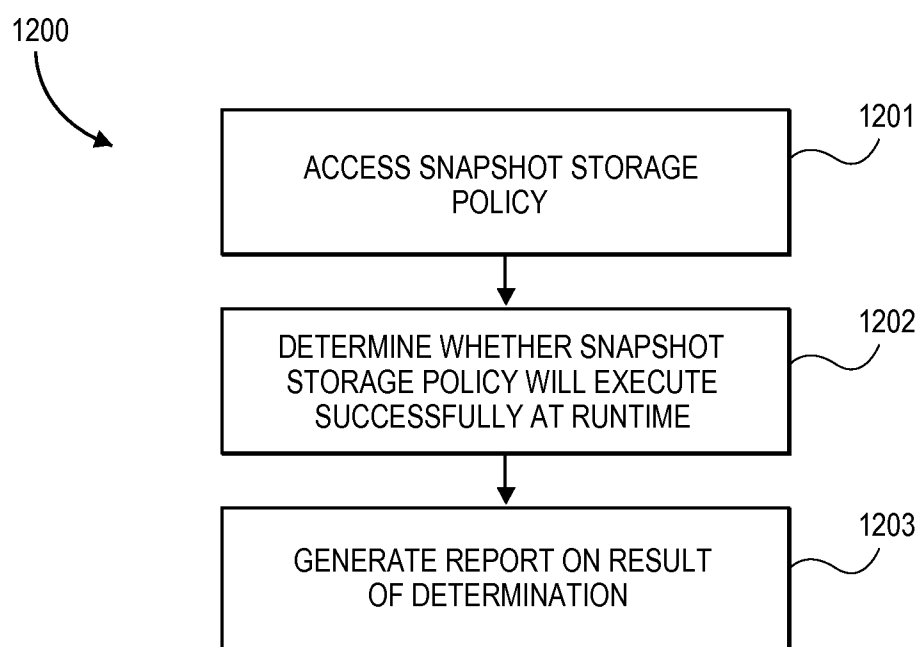 1200
1201
ACCESS SNAPSHOT STORAGE
POLICY
1202
DETERMINE WHETHER SNAPSHOT
STORAGE POLICY WILL EXECUTE
SUCCESSFULLY AT RUNTIME
1203
GENERATE REPORT ON RESULT
OF DETERMINATION